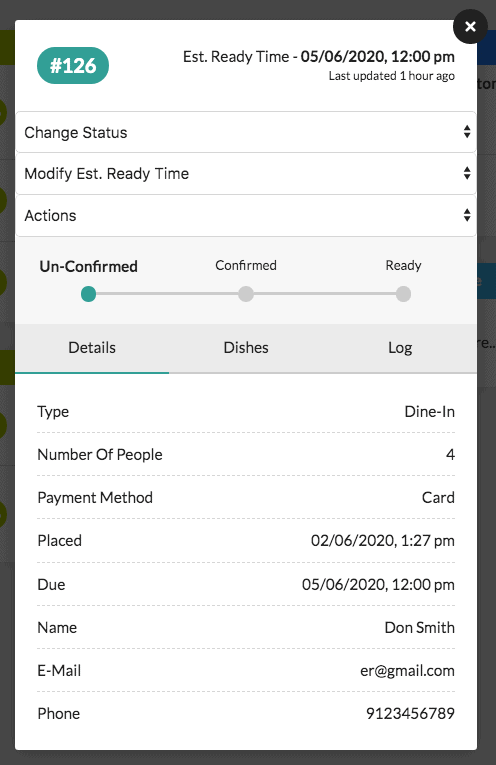 #126
Est. Ready Time - 05/06/2020, 12:00 pm
Last updated 1 hour ago
Change Status
Modify Est. Ready Time
Actions
Un-Confirmed Confirmed Ready
Details Dishes Log
Type Dine-In
Number Of People 4
Payment Method Card
Placed 02/06/2020, 1:27 pm
Due 05/06/2020, 12:00 pm
Name Don Smith
E-Mail er@gmail.com
Phone 9123456789